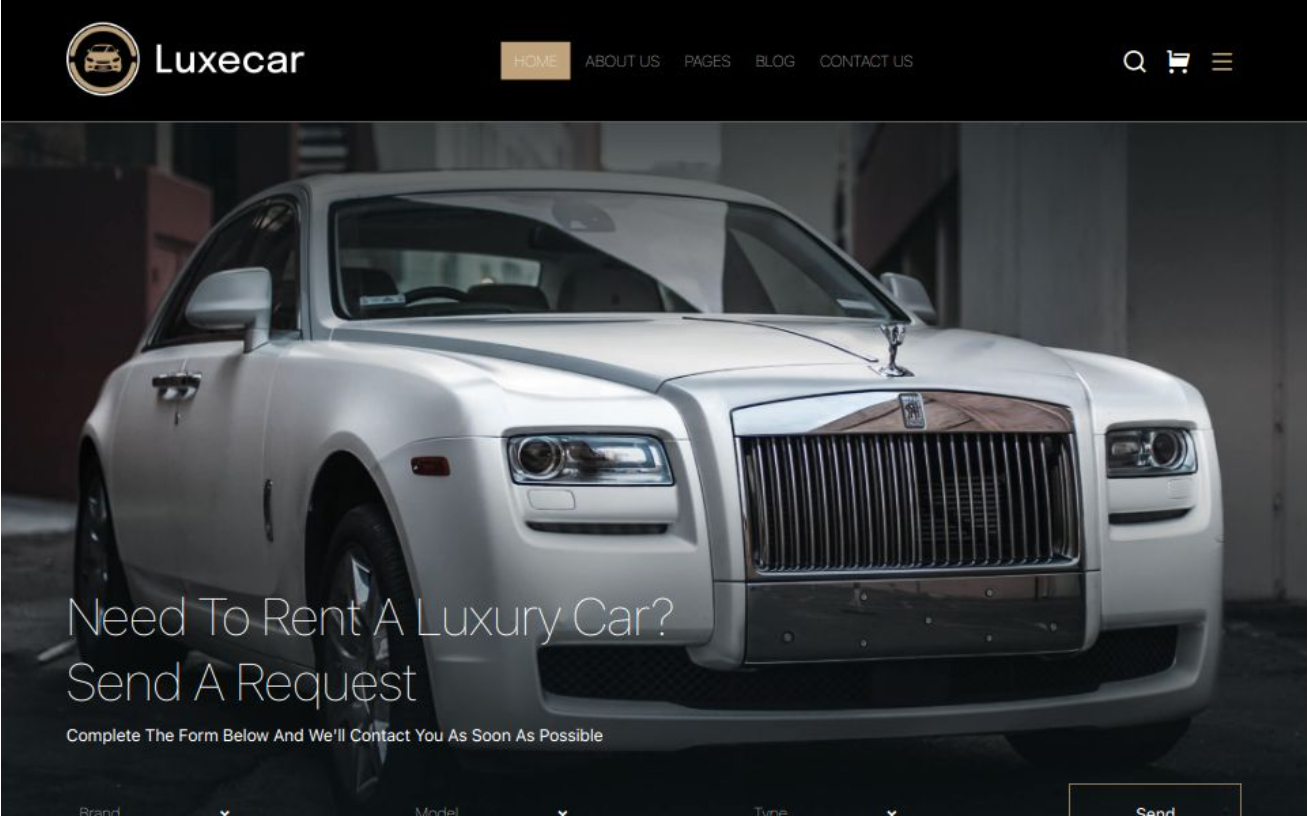 Luxecar
HOME ABOUT US PAGES BLOG CONTACT US
Need To Rent A Luxury Car?
Send A Request
Complete The Form Below And We'll Contact You As Soon As Possible
Brand Model Type Send